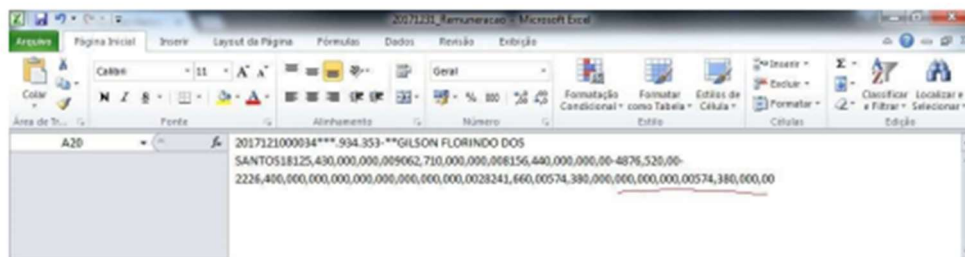 20171231_Remuneracao - Microsoft Excel
Arquivo Página Inicial Inserir Layout da Página Fórmulas Dados Revisão Exibição
Colar Calibri 11 A A Geral Formatação Condicional Formatar como Tabela Estilos de Célula Inserir Excluir Formatar Classificar e Filtrar Localizar e Selecionar
N I S % 000
Área de Tr... Fonte Alinhamento Número Estilo Células Edição
A20 fx 2017121000034***.934.353-**GILSON FLORINDO DOS
SANTOS18125,430,000,000,009062,710,000,000,008156,440,000,000,00-4876,520,00-
2226,400,000,000,000,000,000,000,000,000,0028241,660,00574,380,000,000,000,000,00574,380,000,00